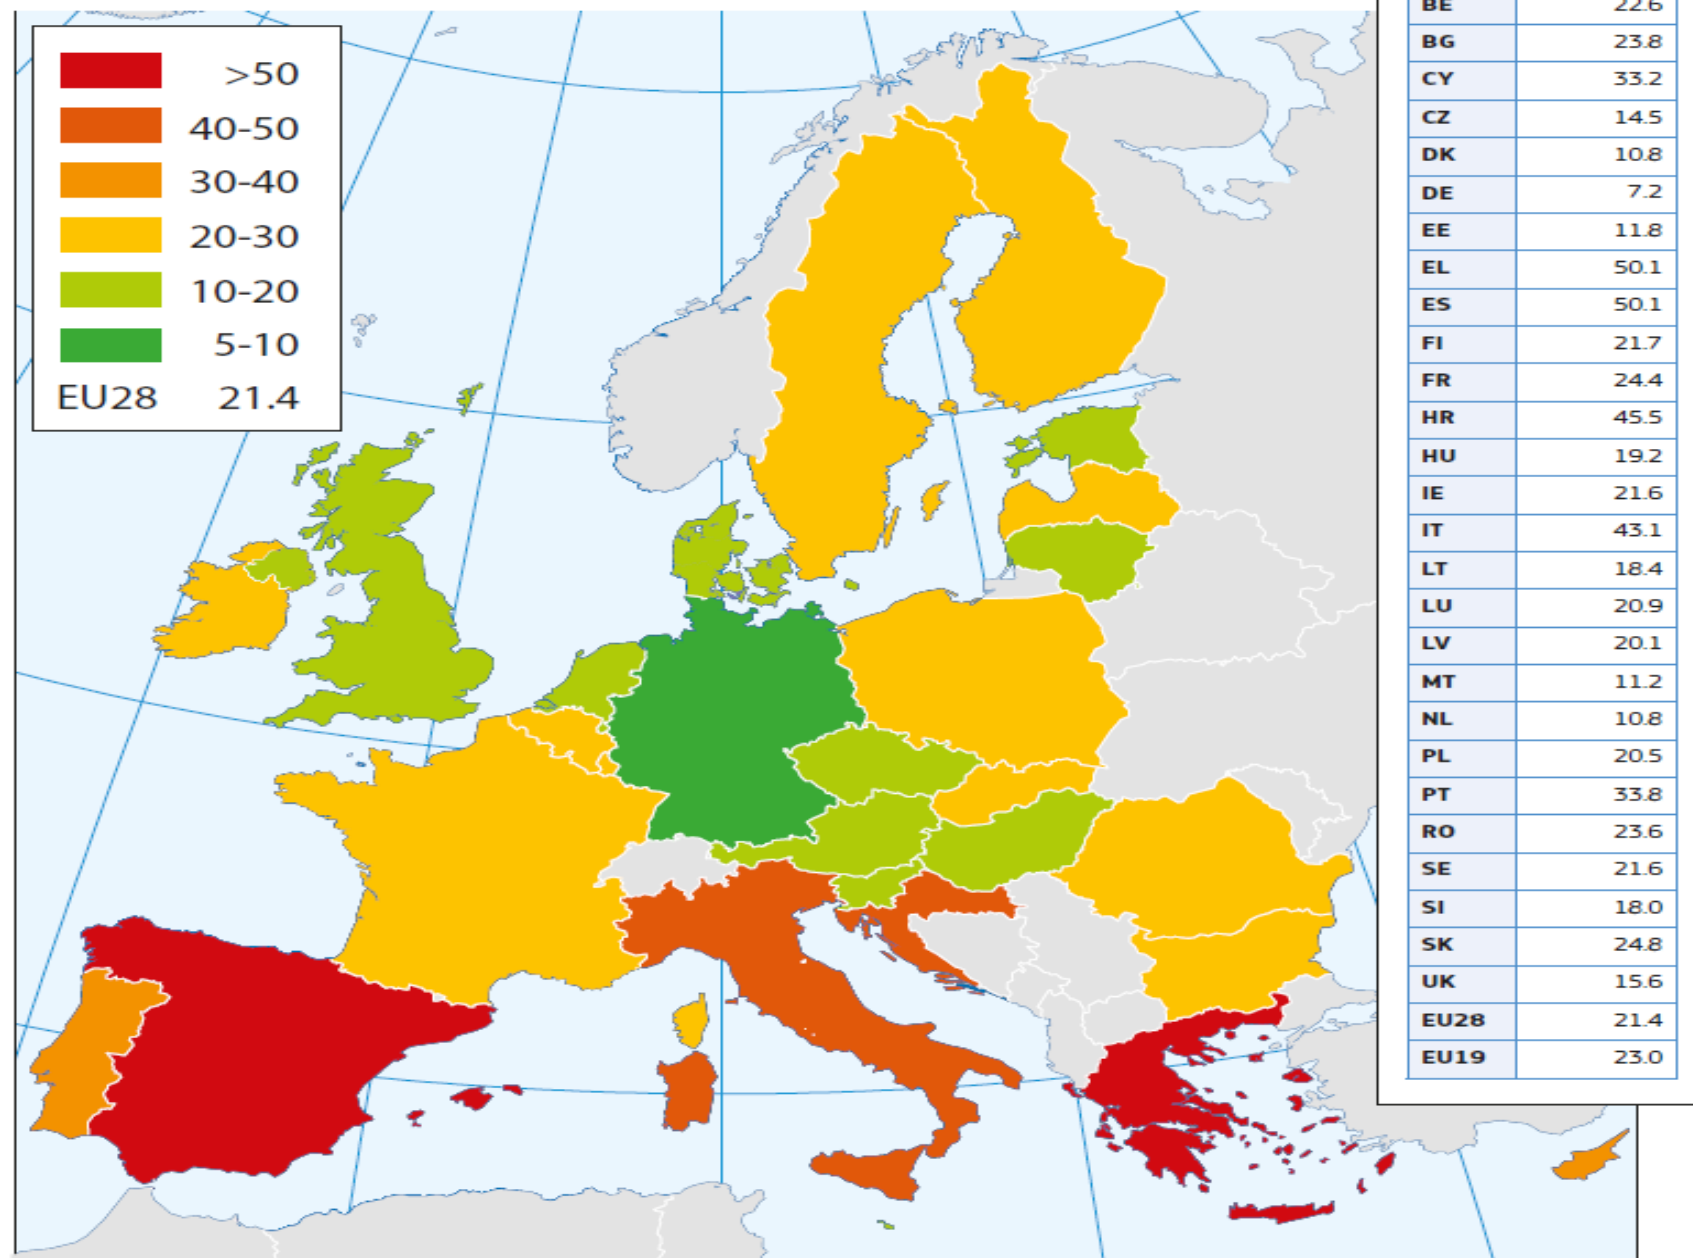 >50
40-50
30-40
20-30
10-20
5-10
EU28 21.4
BE 22.6
BG 23.8
CY 33.2
CZ 14.5
DK 10.8
DE 7.2
EE 11.8
EL 50.1
ES 50.1
FI 21.7
FR 24.4
HR 45.5
HU 19.2
IE 21.6
IT 43.1
LT 18.4
LU 20.9
LV 20.1
MT 11.2
NL 10.8
PL 20.5
PT 33.8
RO 23.6
SE 21.6
SI 18.0
SK 24.8
UK 15.6
EU28 21.4
EU19 23.0